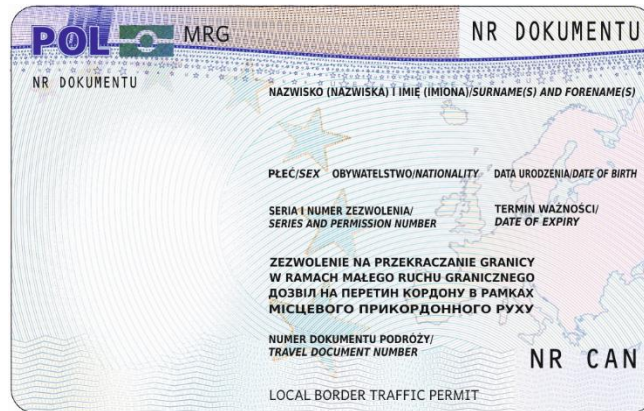 POL MRG NR DOKUMENTU
NR DOKUMENTU
NAZWISKO (NAZWISKA) I IMIĘ (IMIONA)/SURNAME(S) AND FORENAME(S)
PŁEĆ/SEX OBYWATELSTWO/NATIONALITY DATA URODZENIA/DATE OF BIRTH
SERIA I NUMER ZEZWOLENIA/ TERMIN WAŻNOŚCI/
SERIES AND PERMISSION NUMBER DATE OF EXPIRY
ZEZWOLENIE NA PRZEKRACZANIE GRANICY
W RAMACH MAŁEGO RUCHU GRANICZNEGO
ДОЗВІЛ НА ПЕРЕТИН КОРДОНУ В РАМКАХ
МІСЦЕВОГО ПРИКОРДОННОГО РУХУ
NUMER DOKUMENTU PODRÓŻY/
TRAVEL DOCUMENT NUMBER
NR CAN
LOCAL BORDER TRAFFIC PERMIT